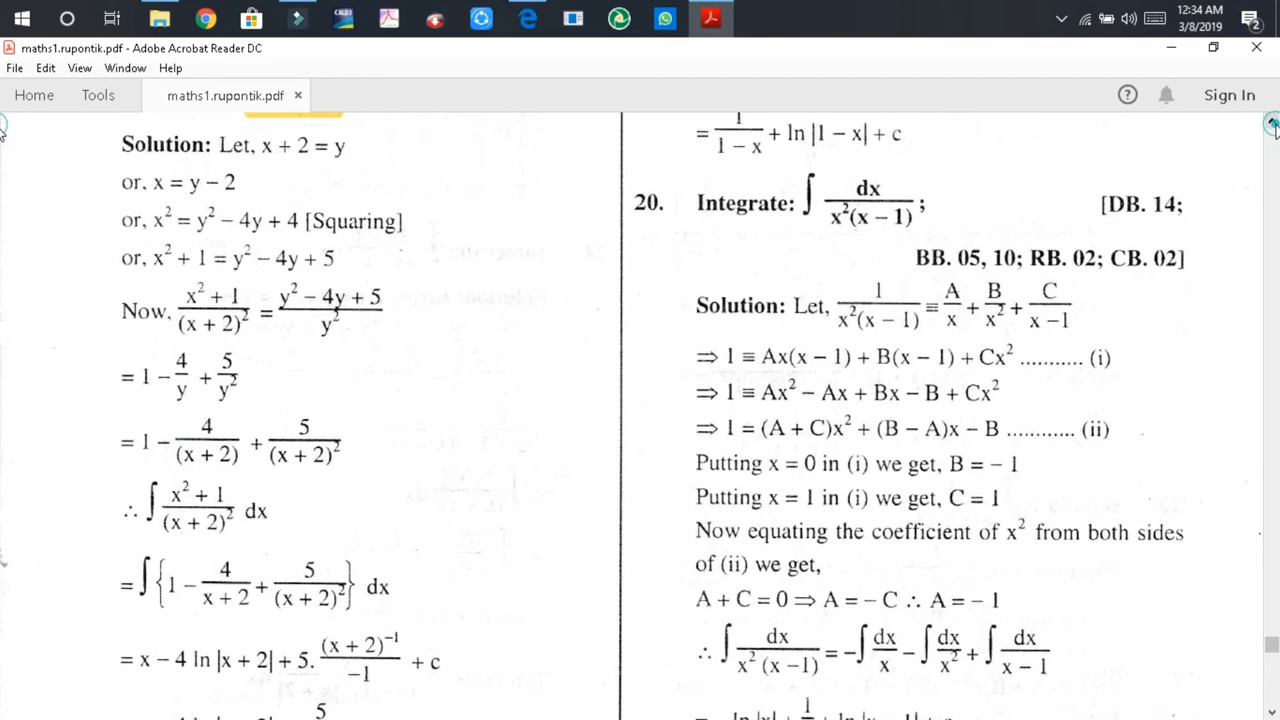 12:34 AM
3/8/2019
2
CALD3
maths1.rupontik.pdf - Adobe Acrobat Reader DC
File Edit View Window Help
Home Tools maths1.rupontik.pdf × Sign In
Solution: Let, x + 2 = y
or, x = y – 2
or, x² = y² – 4y + 4 [Squaring]
or, x² + 1 = y² – 4y + 5
Now, (x² + 1)/(x + 2)² = (y² – 4y + 5)/y²
= 1 – 4/y + 5/y²
= 1 – 4/(x + 2) + 5/(x + 2)²
∴ ∫ (x² + 1)/(x + 2)² dx
= ∫ {1 – 4/(x + 2) + 5/(x + 2)²} dx
= x – 4 ln |x + 2| + 5. (x + 2)⁻¹/–1 + c
= 1/(1 – x) + ln |1 – x| + c
20. Integrate: ∫ dx/x²(x – 1) ; [DB. 14;
BB. 05, 10; RB. 02; CB. 02]
Solution: Let, 1/x²(x – 1) ≡ A/x + B/x² + C/(x – 1)
⇒ 1 ≡ Ax(x – 1) + B(x – 1) + Cx² .......... (i)
⇒ 1 ≡ Ax² – Ax + Bx – B + Cx²
⇒ 1 = (A + C)x² + (B – A)x – B ............ (ii)
Putting x = 0 in (i) we get, B = – 1
Putting x = 1 in (i) we get, C = 1
Now equating the coefficient of x² from both sides
of (ii) we get,
A + C = 0 ⇒ A = – C ∴ A = – 1
∴ ∫ dx/x² (x – 1) = –∫ dx/x – ∫ dx/x² + ∫ dx/(x – 1)